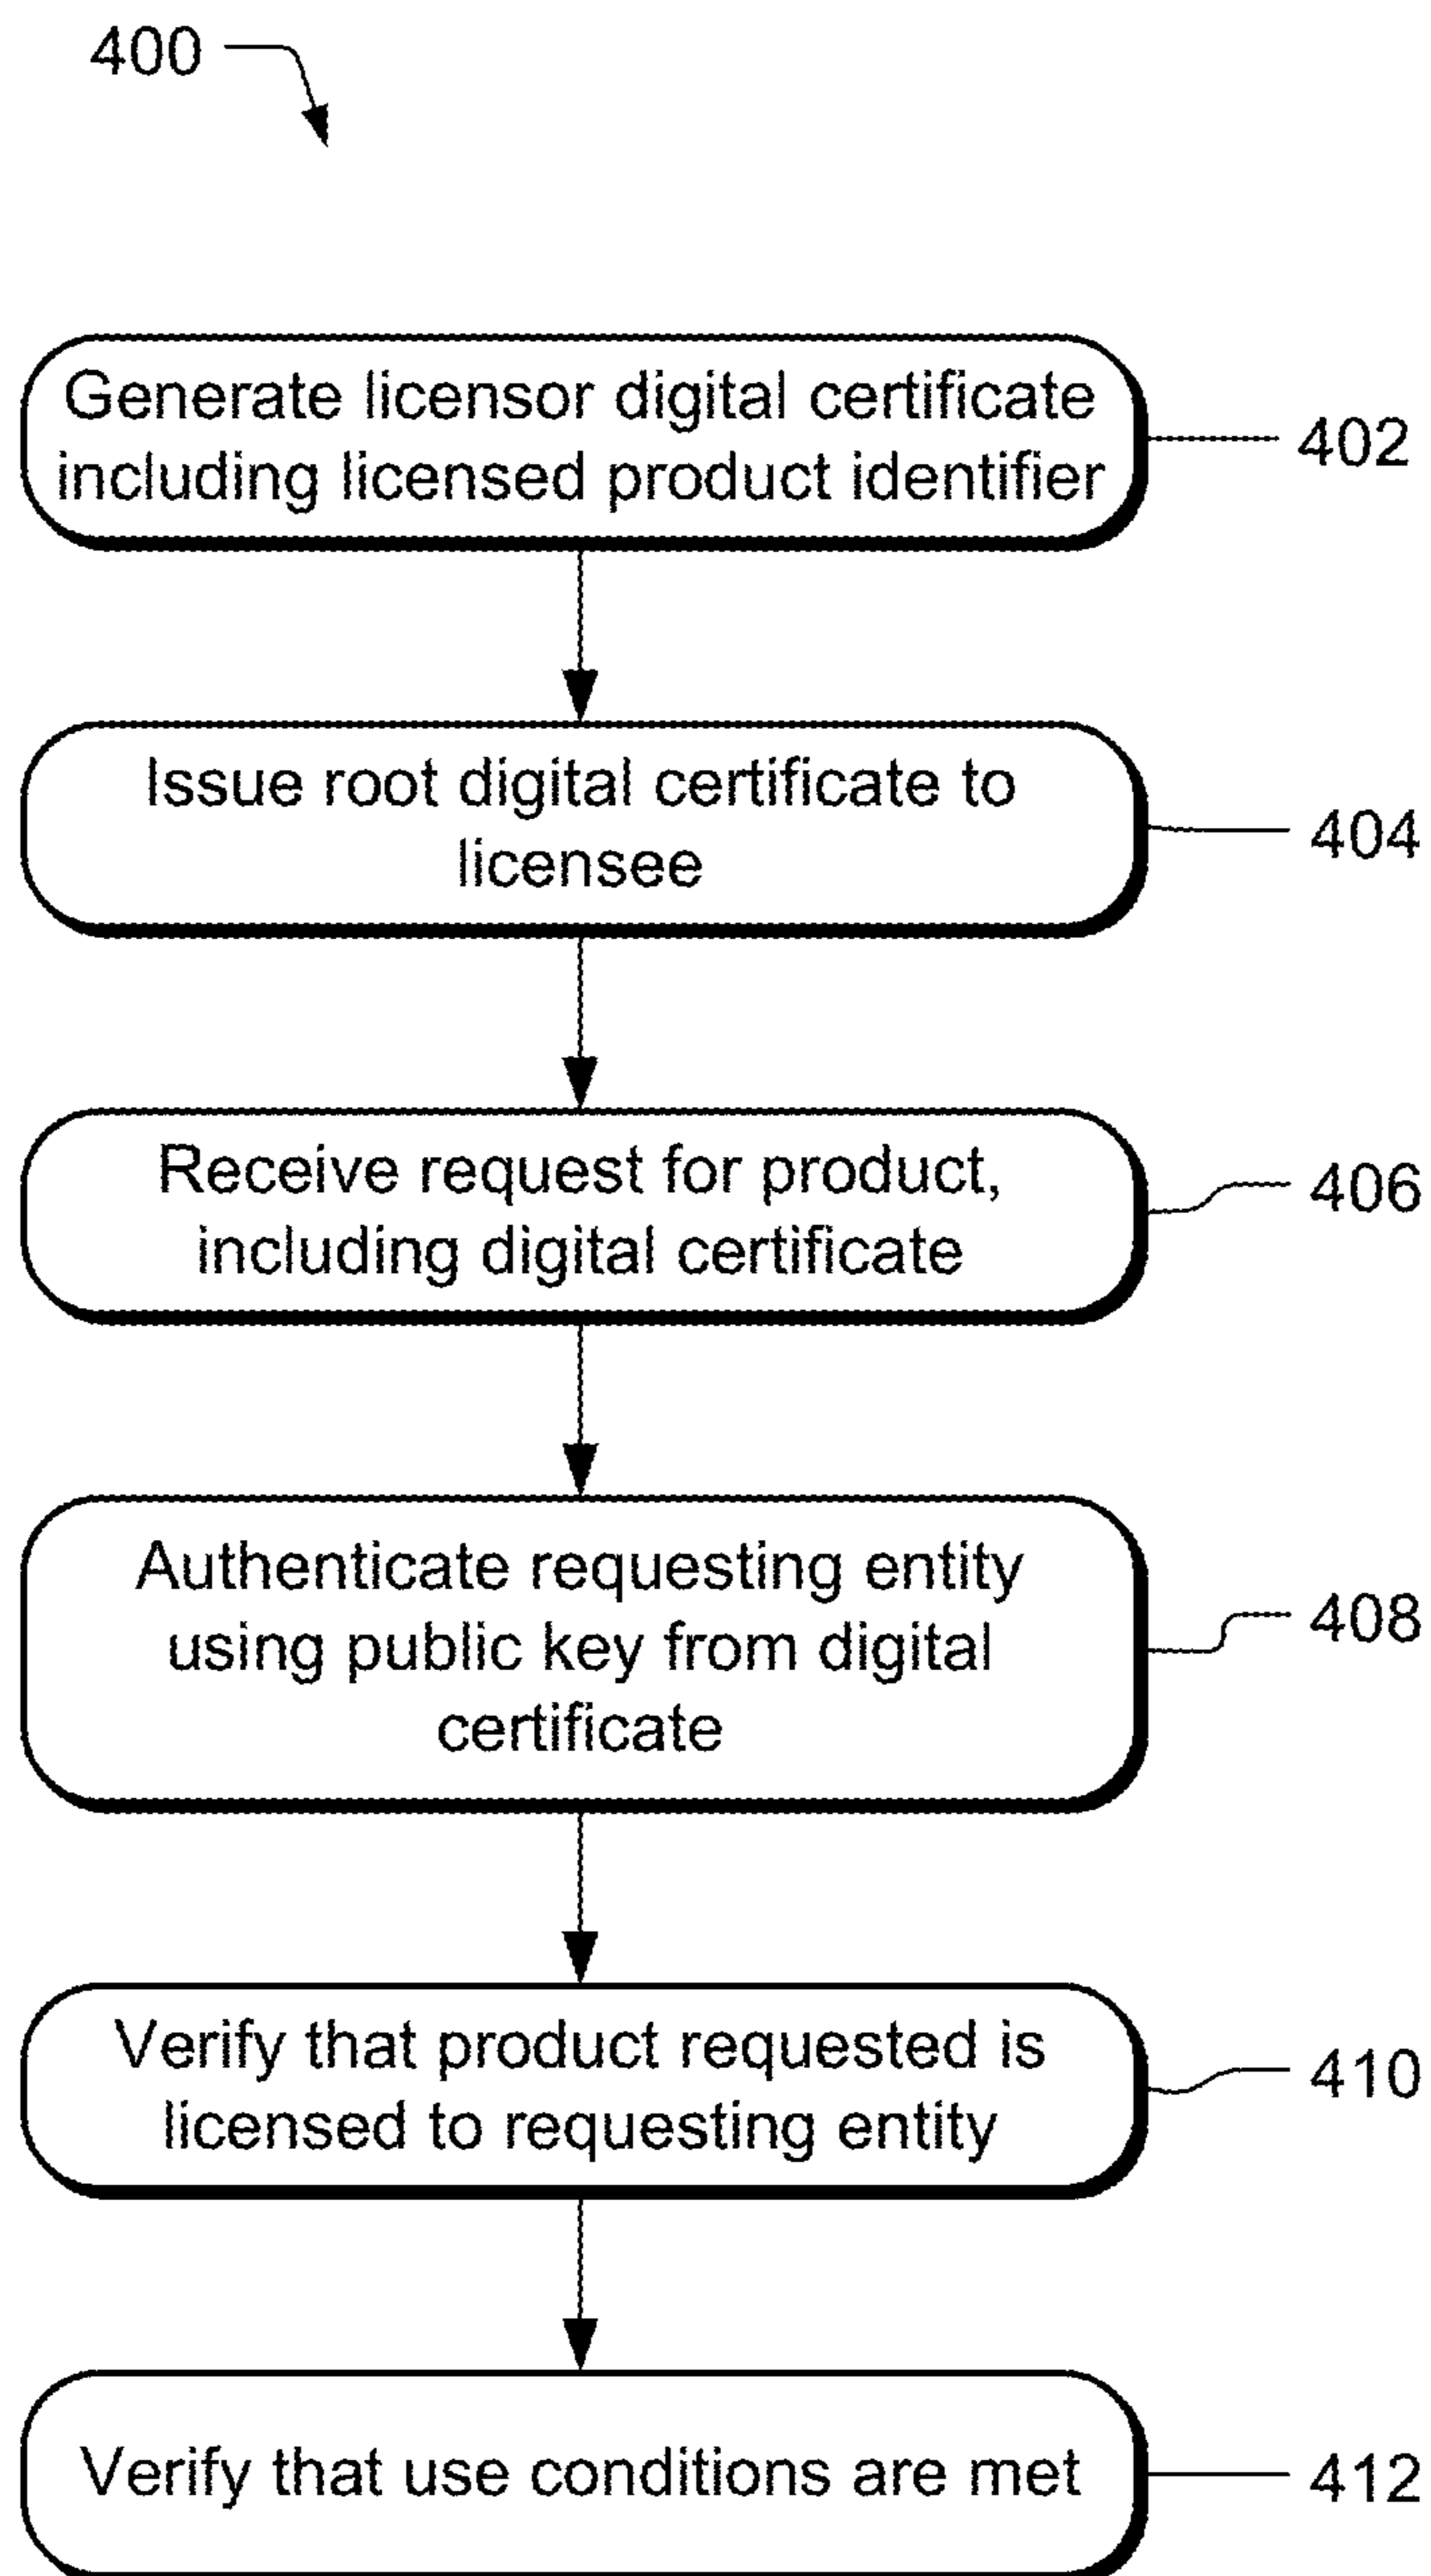 400
Generate licensor digital certificate
including licensed product identifier
402
Issue root digital certificate to
licensee
404
Receive request for product,
including digital certificate
406
Authenticate requesting entity
using public key from digital
certificate
408
Verify that product requested is
licensed to requesting entity
410
Verify that use conditions are met
412